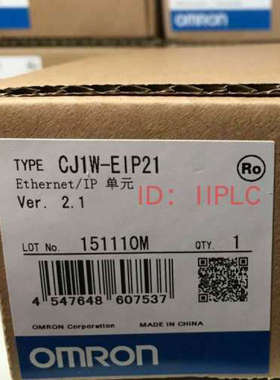 TYPE CJ1W-EIP21
Ethernet/IP 单元
Ver. 2.1
Ro
ID: IIPLC
LOT No. 151110M QTY. 1
4 547648 607537
OMRON Corporation MADE IN CHINA
OMRON